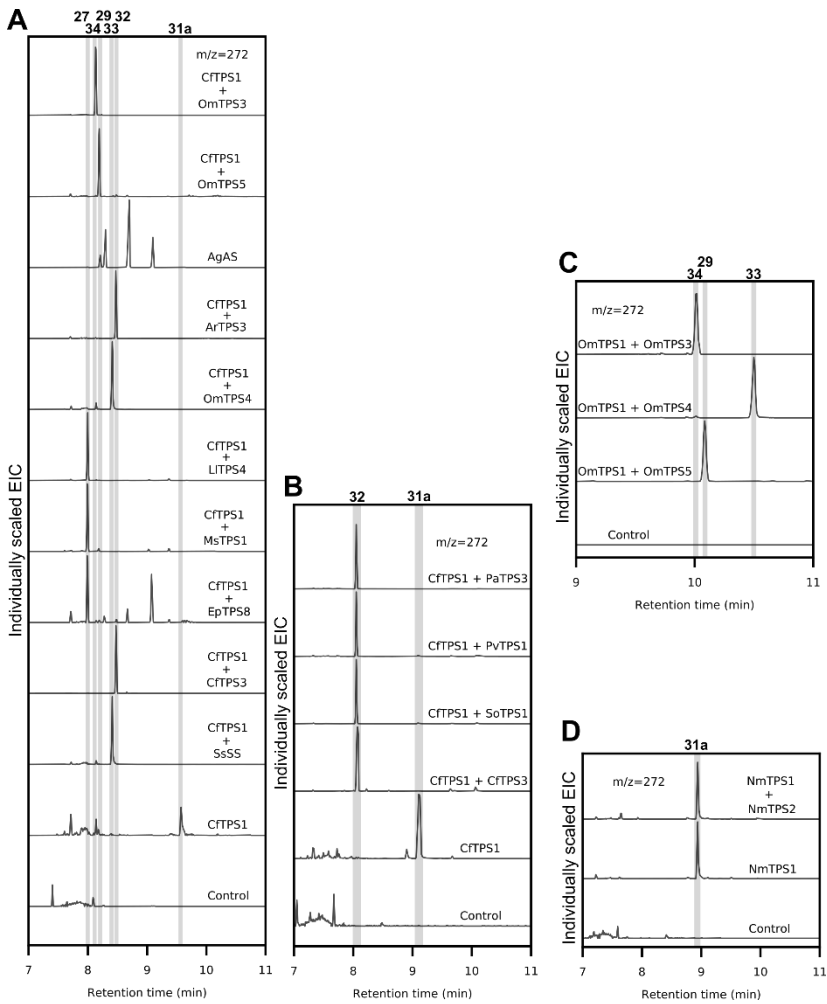 A
27 29 32
34 33 31a
m/z=272
CfTPS1
+
OmTPS3
CfTPS1
+
OmTPS5
AgAS
CfTPS1
+
ArTPS3
CfTPS1
+
OmTPS4
CfTPS1
+
LlTPS4
CfTPS1
+
MsTPS1
CfTPS1
+
EpTPS8
CfTPS1
+
CfTPS3
CfTPS1
+
SsSS
CfTPS1
Control
Individually scaled EIC
7 8 9 10 11
Retention time (min)
B
32 31a
m/z=272
CfTPS1 + PaTPS3
CfTPS1 + PvTPS1
CfTPS1 + SoTPS1
CfTPS1 + CfTPS3
CfTPS1
Control
Individually scaled EIC
7 8 9 10 11
Retention time (min)
C
29
34 33
m/z=272
OmTPS1 + OmTPS3
OmTPS1 + OmTPS4
OmTPS1 + OmTPS5
Control
Individually scaled EIC
9 10 11
Retention time (min)
D
31a
m/z=272
NmTPS1
+
NmTPS2
NmTPS1
Control
Individually scaled EIC
7 8 9 10 11
Retention time (min)